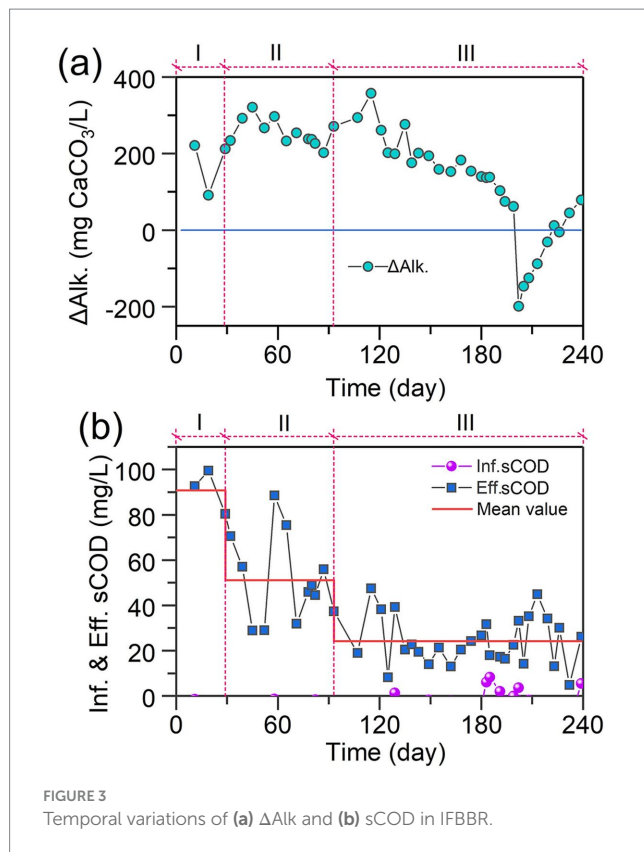 (a)
I
II
III
400
200
0
-200
ΔAlk. (mg CaCO₃/L)
ΔAlk.
0
60
120
180
240
Time (day)
(b)
I
II
III
100
80
60
40
20
0
Inf. & Eff. sCOD (mg/L)
Inf.sCOD
Eff.sCOD
Mean value
0
60
120
180
240
Time (day)
FIGURE 3
Temporal variations of (a) ΔAlk and (b) sCOD in IFBBR.